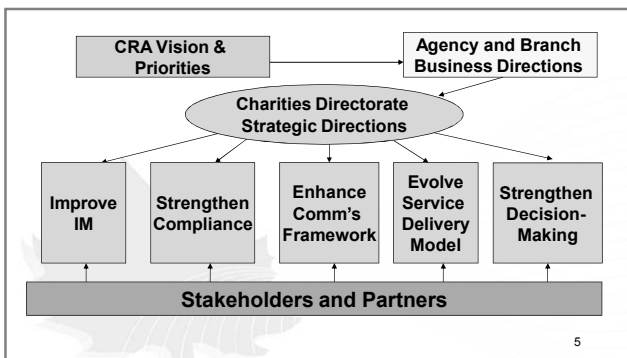 CRA Vision &
Priorities
Agency and Branch
Business Directions
Charities Directorate
Strategic Directions
Improve
IM
Strengthen
Compliance
Enhance
Comm's
Framework
Evolve
Service
Delivery
Model
Strengthen
Decision-
Making
Stakeholders and Partners
5